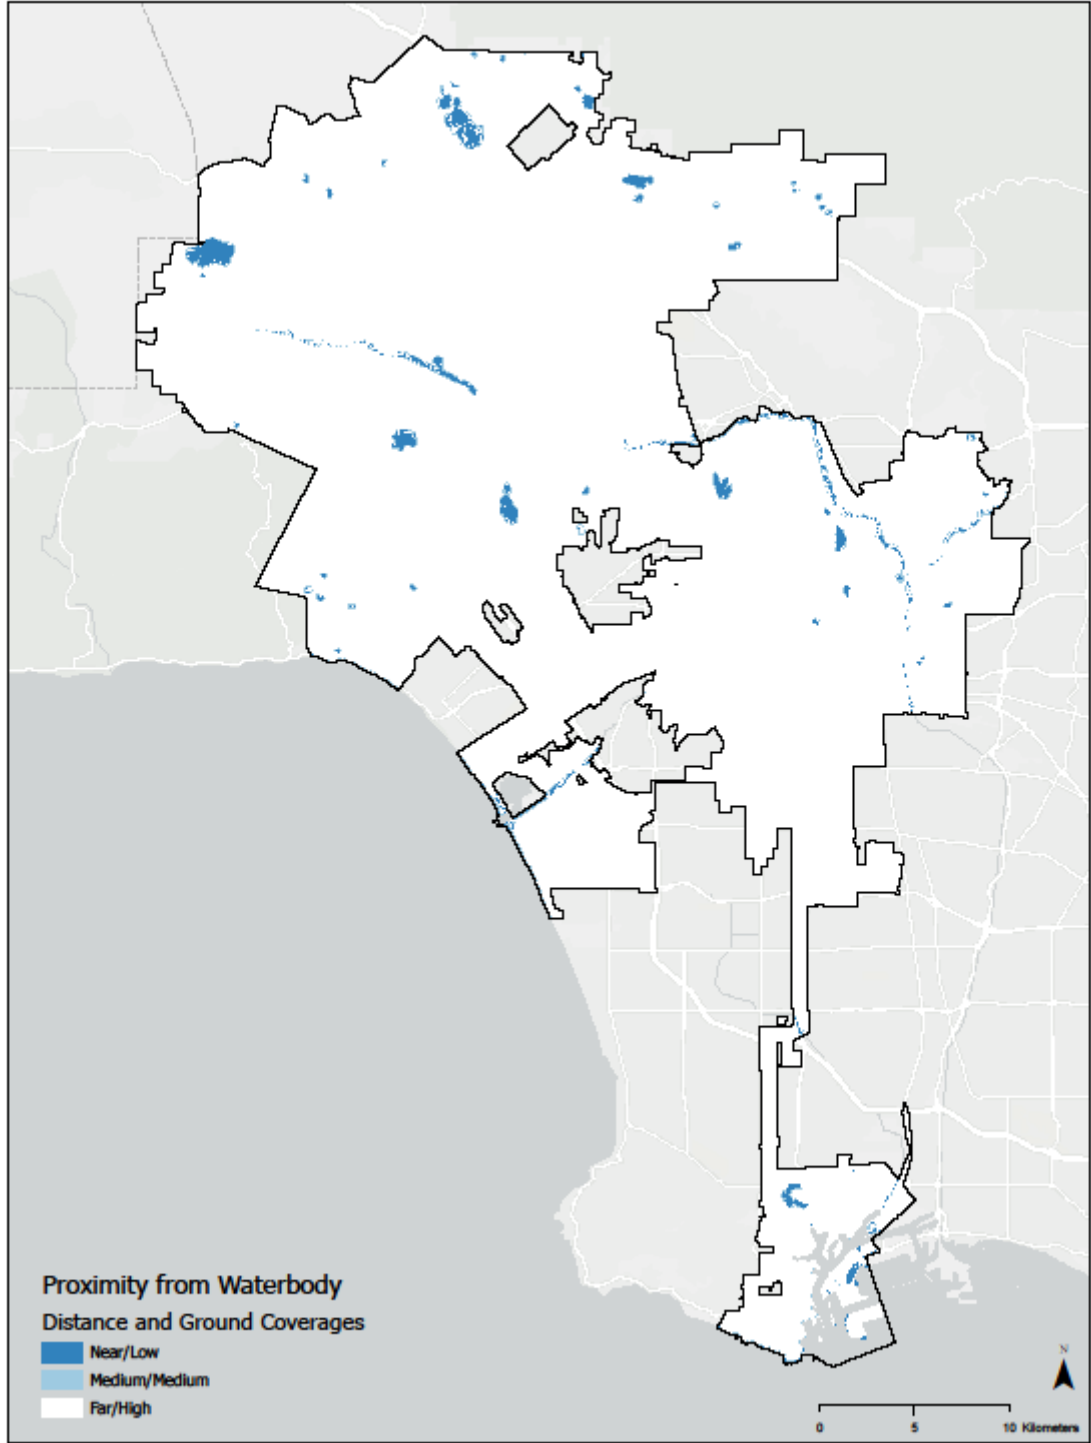 Proximity from Waterbody
Distance and Ground Coverages
Near/Low
Medium/Medium
Far/High
N
0 5 10 Kilometers